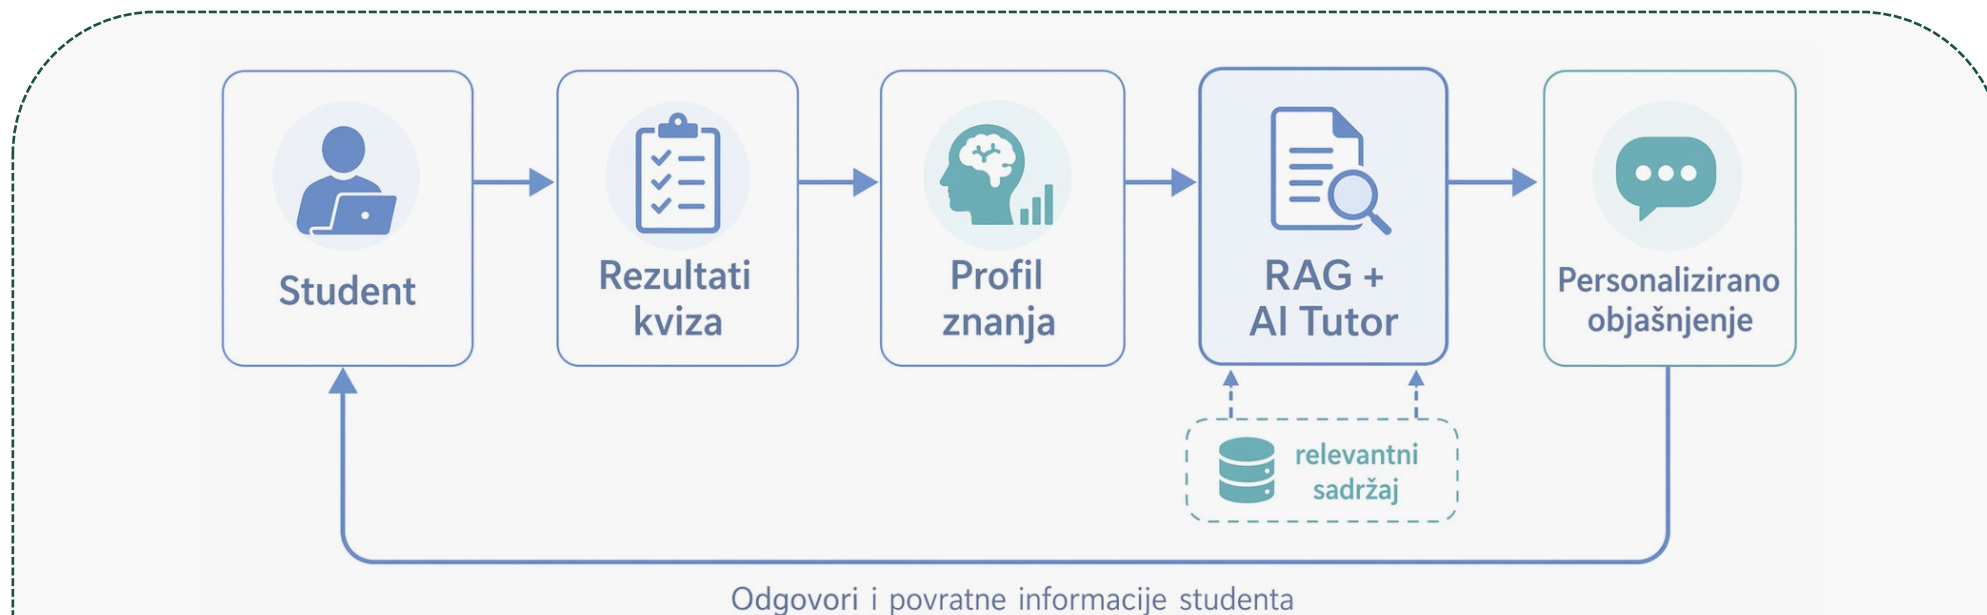 Student
Rezultati
kviza
Profil
znanja
RAG +
AI Tutor
Personalizirano
objašnjenje
relevantni
sadržaj
Odgovori i povratne informacije studenta